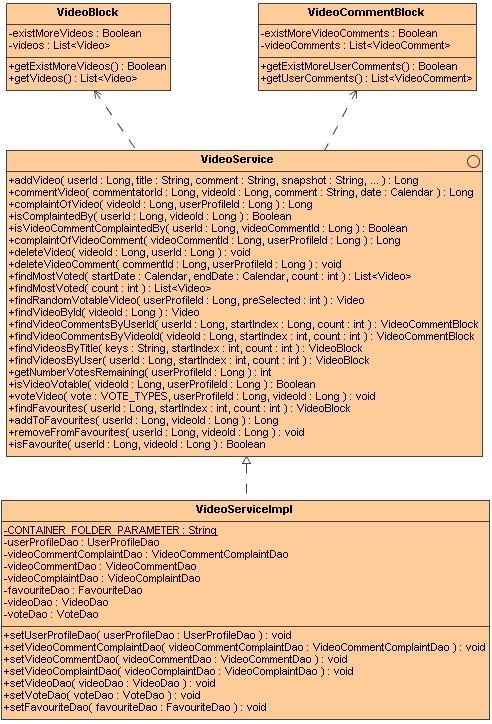 VideoBlock
-existMoreVideos : Boolean
-videos : List<Video>
+getExistMoreVideos() : Boolean
+getVideos() : List<Video>
VideoCommentBlock
-existMoreVideoComments : Boolean
-videoComments : List<VideoComment>
+getExistMoreUserComments() : Boolean
+getUserComments() : List<VideoComment>
VideoService
+addVideo( userId : Long, title : String, comment : String, snapshot : String, ... ) : Long
+commentVideo( commentatorId : Long, videoId : Long, comment : String, date : Calendar ) : Long
+complaintOfVideo( videoId : Long, userProfileId : Long ) : Long
+isComplaintedBy( userId : Long, videoId : Long ) : Boolean
+isVideoCommentComplaintedBy( userId : Long, videoCommentId : Long ) : Boolean
+complaintOfVideoComment( videoCommentId : Long, userProfileId : Long ) : Long
+deleteVideo( videoId : Long, userId : Long ) : void
+deleteVideoComment( commentId : Long, userProfileId : Long ) : void
+findMostVoted( startDate : Calendar, endDate : Calendar, count : int ) : List<Video>
+findMostVoted( count : int ) : List<Video>
+findRandomVotableVideo( userProfileId : Long, preSelected : int ) : Video
+findVideoById( videoId : Long ) : Video
+findVideoCommentsByUserId( userId : Long, startIndex : Long, count : int ) : VideoCommentBlock
+findVideoCommentsByVideoId( videoId : Long, startIndex : int, count : int ) : VideoCommentBlock
+findVideosByTitle( keys : String, startIndex : int, count : int ) : VideoBlock
+findVideosByUser( userId : Long, startIndex : int, count : int ) : VideoBlock
+getNumberVotesRemaining( userProfileId : Long ) : int
+isVideoVotable( videoId : Long, userProfileId : Long ) : Boolean
+voteVideo( vote : VOTE_TYPES, userProfileId : Long, videoId : Long ) : void
+findFavourites( userId : Long, startIndex : int, count : int ) : VideoBlock
+addToFavourites( userId : Long, videoId : Long ) : Long
+removeFromFavourites( userId : Long, videoId : Long ) : void
+isFavourite( userId : Long, videoId : Long ) : Boolean
VideoServiceImpl
-CONTAINER_FOLDER_PARAMETER : String
-userProfileDao : UserProfileDao
-videoCommentComplaintDao : VideoCommentComplaintDao
-videoCommentDao : VideoCommentDao
-videoComplaintDao : VideoComplaintDao
-favouriteDao : FavouriteDao
-videoDao : VideoDao
-voteDao : VoteDao
+setUserProfileDao( userProfileDao : UserProfileDao ) : void
+setVideoCommentComplaintDao( videoCommentComplaintDao : VideoCommentComplaintDao ) : void
+setVideoCommentDao( videoCommentDao : VideoCommentDao ) : void
+setVideoComplaintDao( videoComplaintDao : VideoComplaintDao ) : void
+setVideoDao( videoDao : VideoDao ) : void
+setVoteDao( voteDao : VoteDao ) : void
+setFavouriteDao( favouriteDao : FavouriteDao ) : void